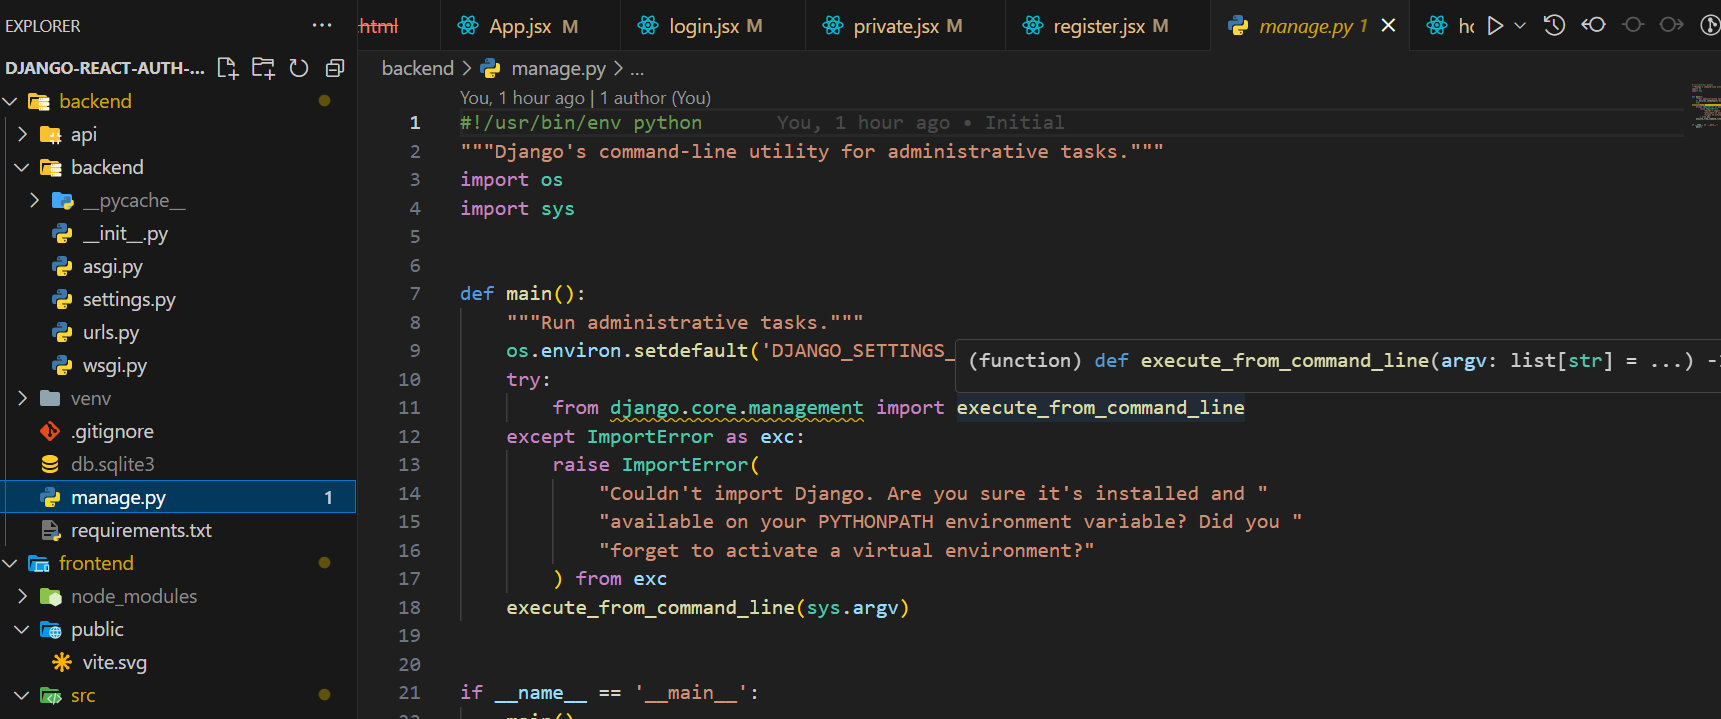 EXPLORER
DJANGO-REACT-AUTH-...
backend
api
backend
__pycache__
__init__.py
asgi.py
settings.py
urls.py
wsgi.py
venv
.gitignore
db.sqlite3
manage.py 1
requirements.txt
frontend
node_modules
public
vite.svg
src
html App.jsx M login.jsx M private.jsx M register.jsx M manage.py 1
backend > manage.py > ...
You, 1 hour ago | 1 author (You)
1 #!/usr/bin/env python You, 1 hour ago • Initial
2 """Django's command-line utility for administrative tasks."""
3 import os
4 import sys
5
6
7 def main():
8 """Run administrative tasks."""
9 os.environ.setdefault('DJANGO_SETTINGS_
(function) def execute_from_command_line(argv: list[str] = ...) -
10 try:
11 from django.core.management import execute_from_command_line
12 except ImportError as exc:
13 raise ImportError(
14 "Couldn't import Django. Are you sure it's installed and "
15 "available on your PYTHONPATH environment variable? Did you "
16 "forget to activate a virtual environment?"
17 ) from exc
18 execute_from_command_line(sys.argv)
19
20
21 if __name__ == '__main__':
main()